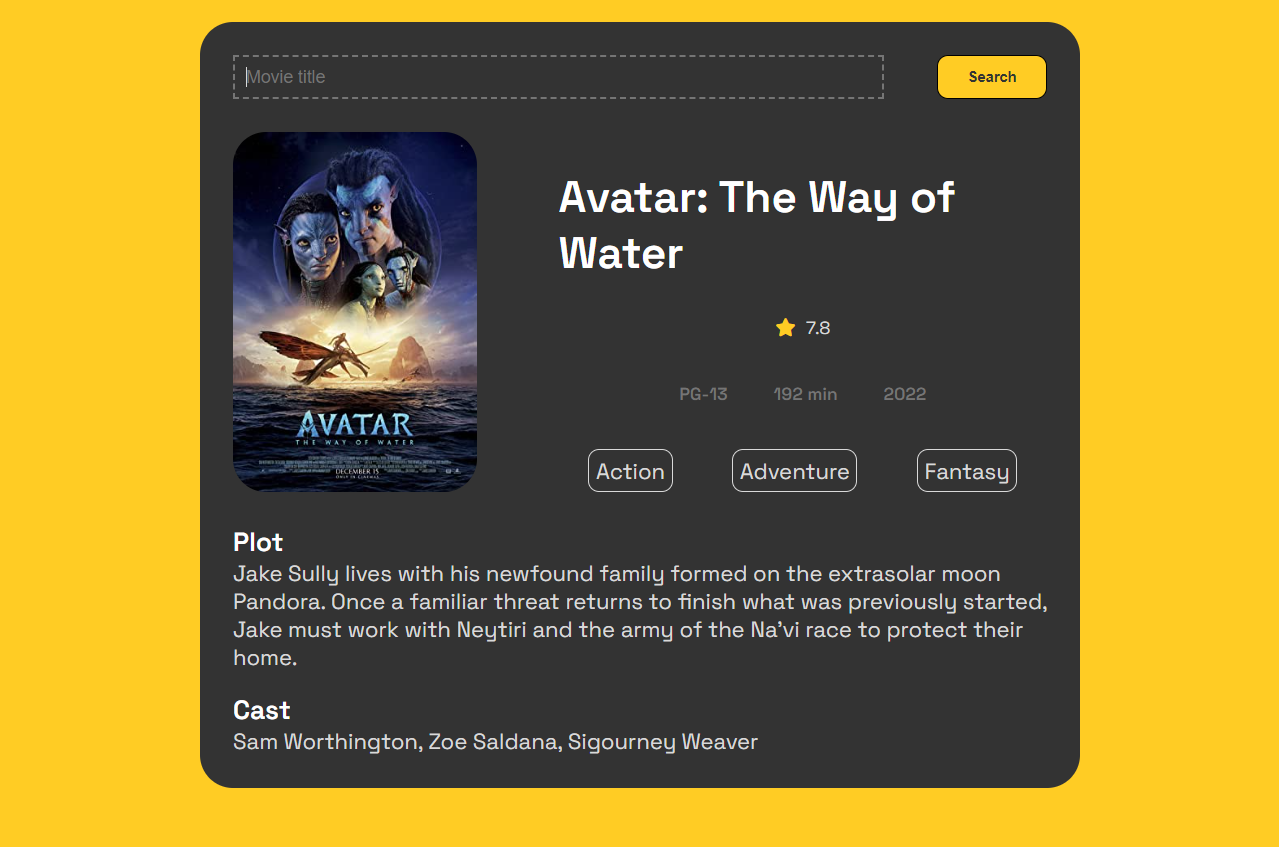 Movie title
Search
Avatar: The Way of
Water
7.8
PG-13 192 min 2022
Action Adventure Fantasy
AVATAR
THE WAY OF WATER
DECEMBER 15
ONLY IN CINEMAS
Plot
Jake Sully lives with his newfound family formed on the extrasolar moon
Pandora. Once a familiar threat returns to finish what was previously started,
Jake must work with Neytiri and the army of the Na'vi race to protect their
home.
Cast
Sam Worthington, Zoe Saldana, Sigourney Weaver